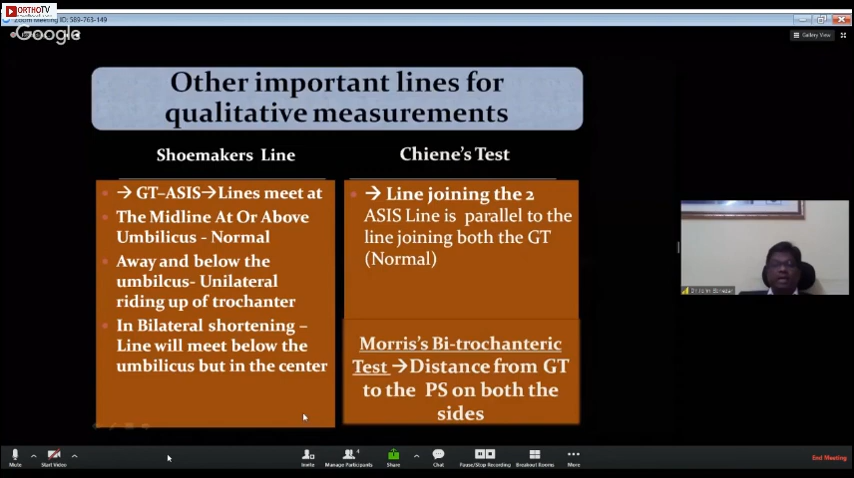 ORTHOTV
Zoom Meeting ID: 589-763-149
Google
Gallery View
Other important lines for
qualitative measurements
Shoemakers Line
→ GT–ASIS→Lines meet at
The Midline At Or Above
Umbilicus - Normal
Away and below the
umbilcus- Unilateral
riding up of trochanter
In Bilateral shortening –
Line will meet below the
umbilicus but in the center
Chiene's Test
→ Line joining the 2
ASIS Line is parallel to the
line joining both the GT
(Normal)
Morris's Bi-trochanteric
Test →Distance from GT
to the PS on both the
sides
Mute
Start Video
Invite
4
Manage Participants
Share
Chat
Pause/Stop Recording
Breakout Rooms
More
End Meeting